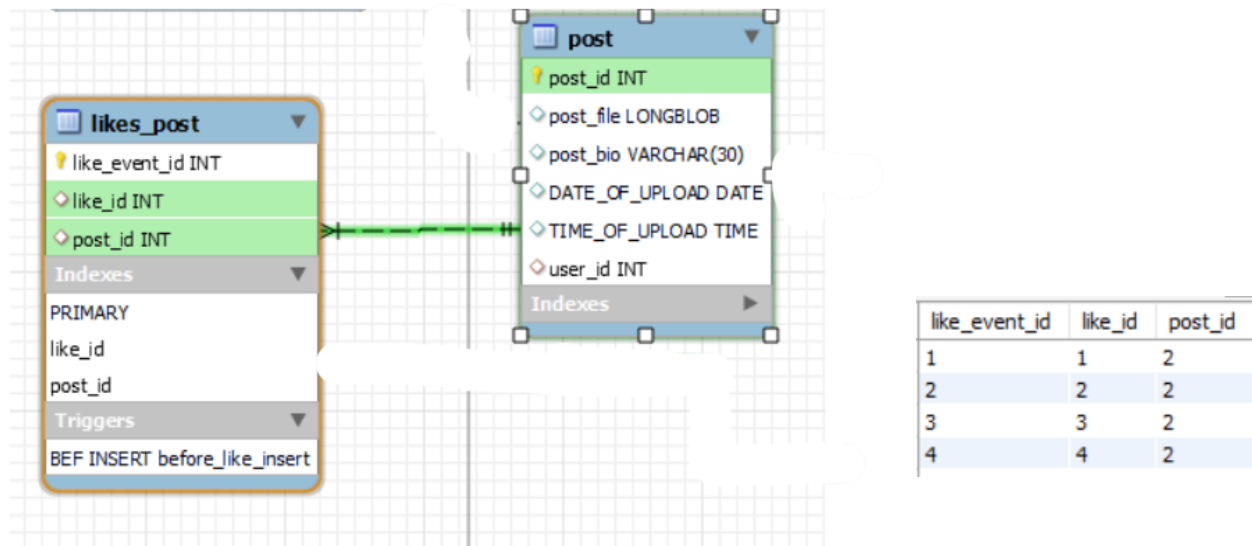 likes_post
like_event_id INT
like_id INT
post_id INT
Indexes
PRIMARY
like_id
post_id
Triggers
BEF INSERT before_like_insert
post
post_id INT
post_file LONGBLOB
post_bio VARCHAR(30)
DATE_OF_UPLOAD DATE
TIME_OF_UPLOAD TIME
user_id INT
Indexes
like_event_id like_id post_id
1 1 2
2 2 2
3 3 2
4 4 2